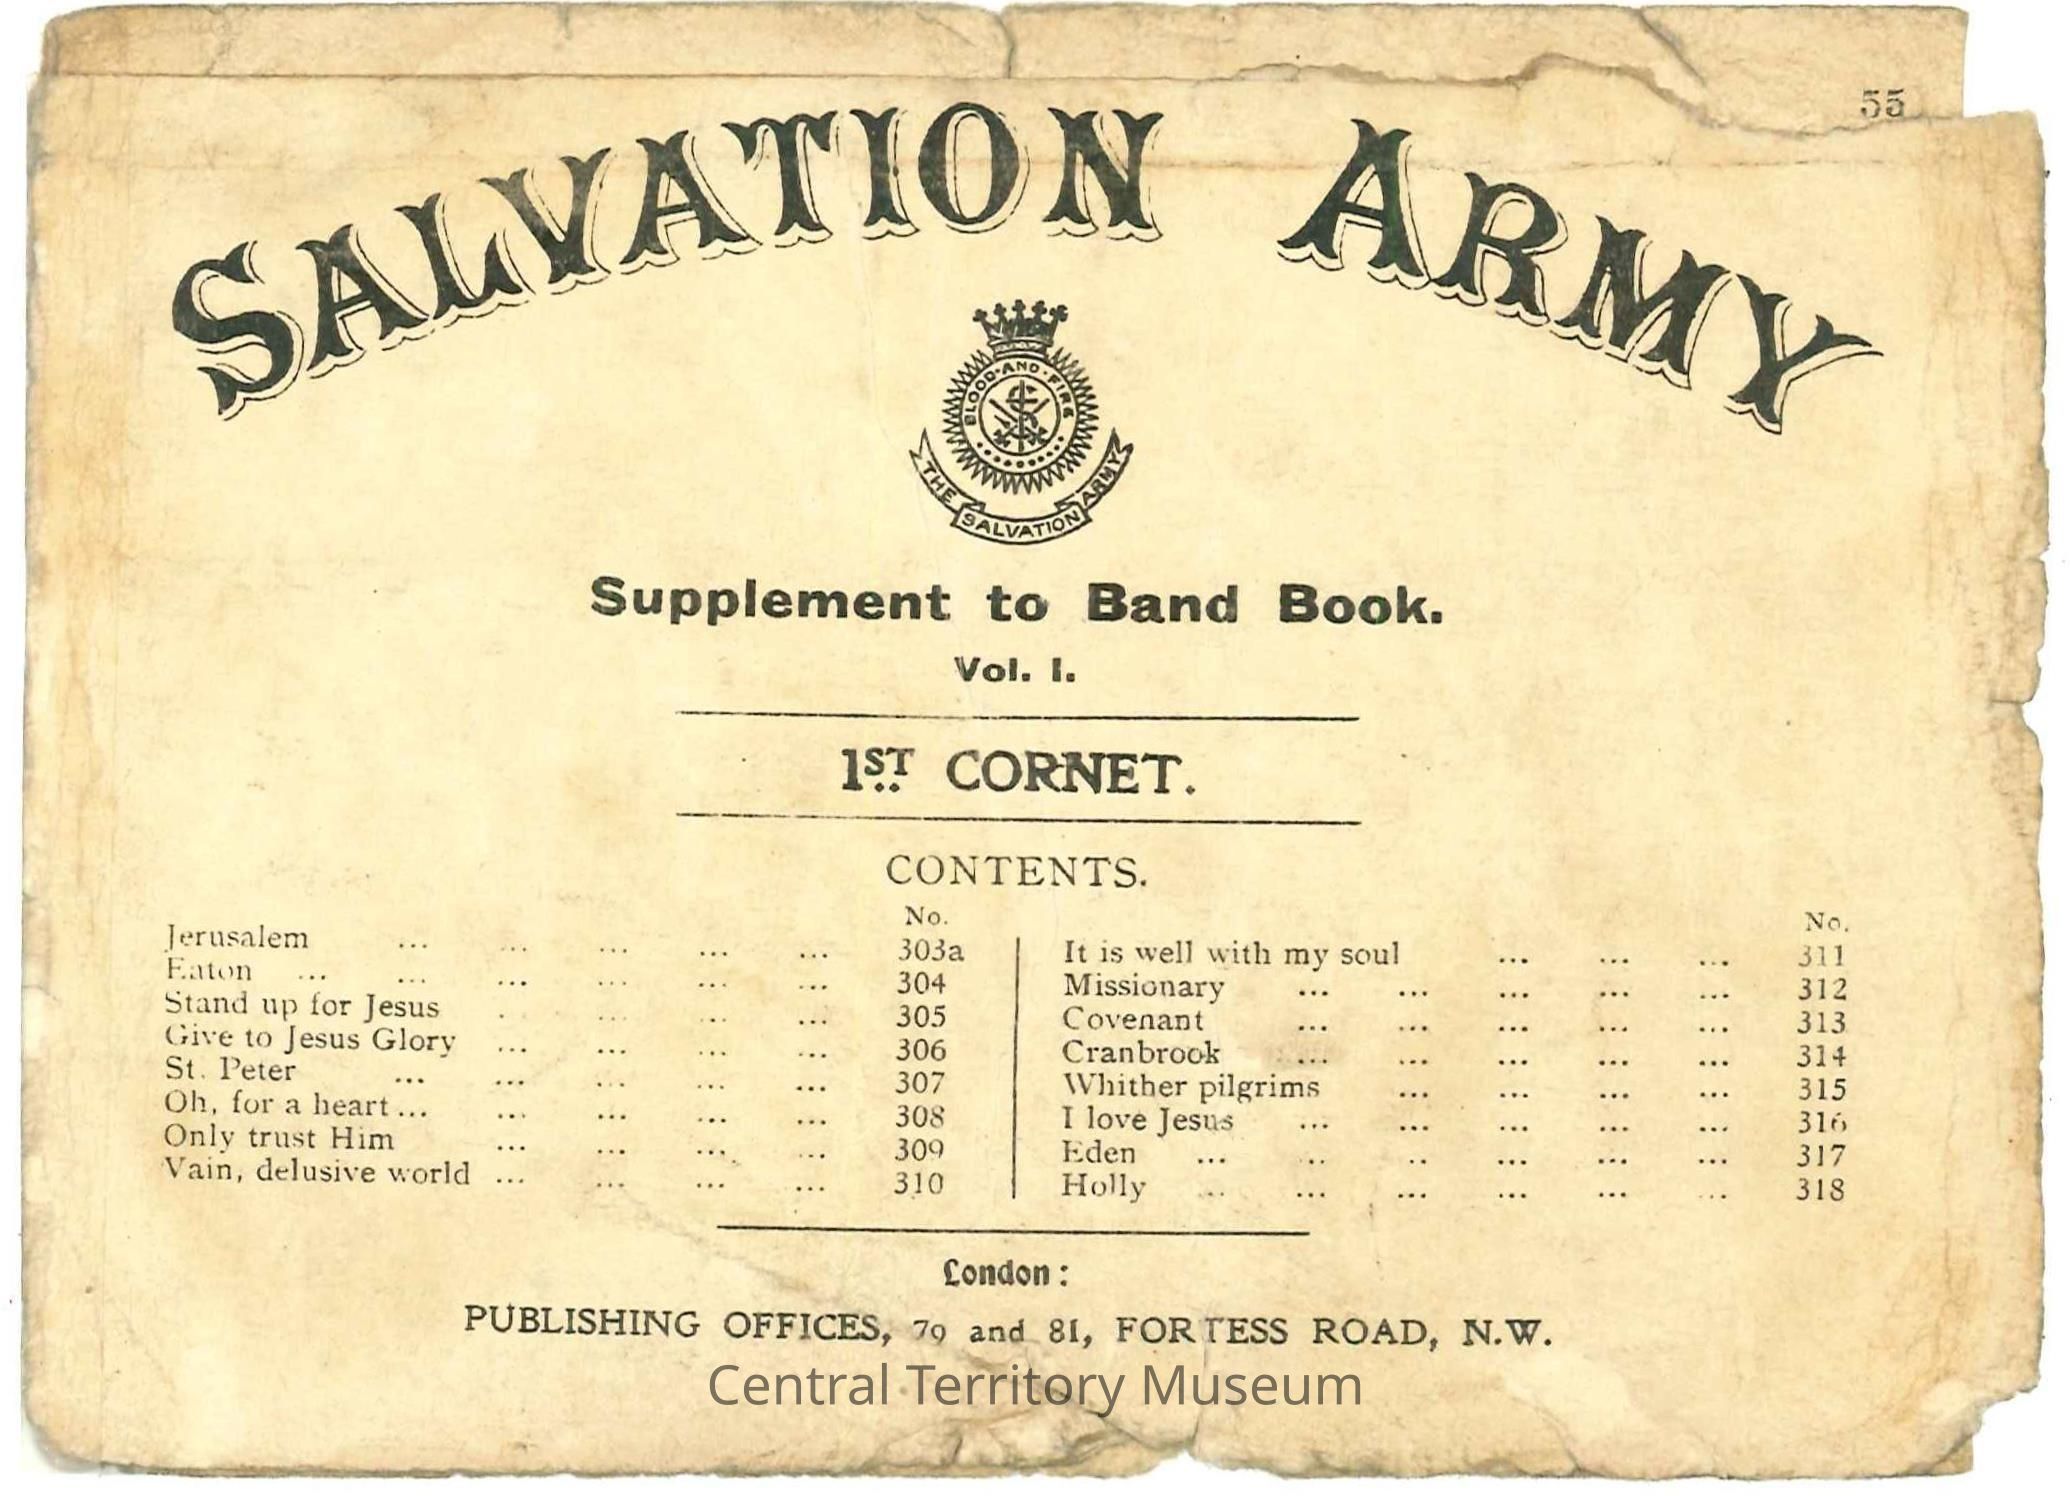 55
SALVATION ARMY
BLOOD·AND·FIRE
THE SALVATION ARMY
Supplement to Band Book.
Vol. I.
1ST CORNET.
CONTENTS.
No.
Jerusalem ... ... ... ... ... 303a
Eaton ... ... ... ... ... ... 304
Stand up for Jesus . ... ... ... 305
Give to Jesus Glory ... ... ... ... 306
St. Peter ... ... ... ... ... 307
Oh, for a heart ... ... ... ... ... 308
Only trust Him ... ... ... ... 309
Vain, delusive world ... ... ... ... 310
No.
It is well with my soul ... ... ... 311
Missionary ... ... ... ... ... 312
Covenant ... ... ... ... ... 313
Cranbrook ... ... ... ... ... 314
Whither pilgrims ... ... ... ... 315
I love Jesus ... ... ... ... ... 316
Eden ... .. .. ... ... ... 317
Holly .. ... ... ... ... ... 318
London:
PUBLISHING OFFICES, 79 and 81, FORTESS ROAD, N.W.
Central Territory Museum